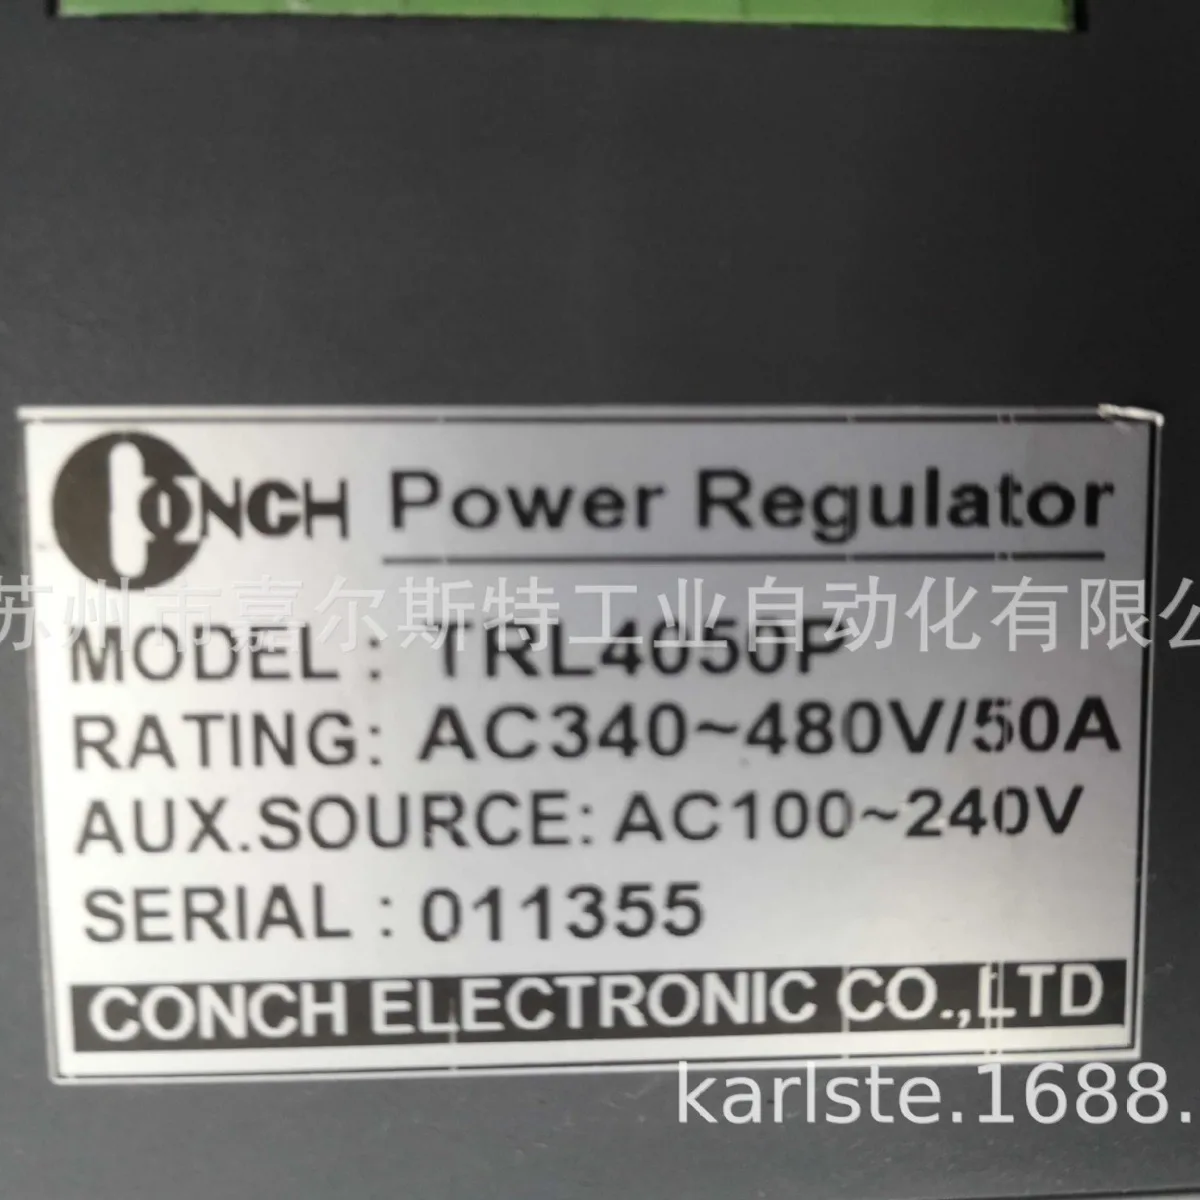 CONCH Power Regulator
苏州市嘉尔斯特工业自动化有限公
MODEL : TRL4050P
RATING: AC340~480V/50A
AUX.SOURCE: AC100~240V
SERIAL : 011355
CONCH ELECTRONIC CO.,LTD
karlste.1688.